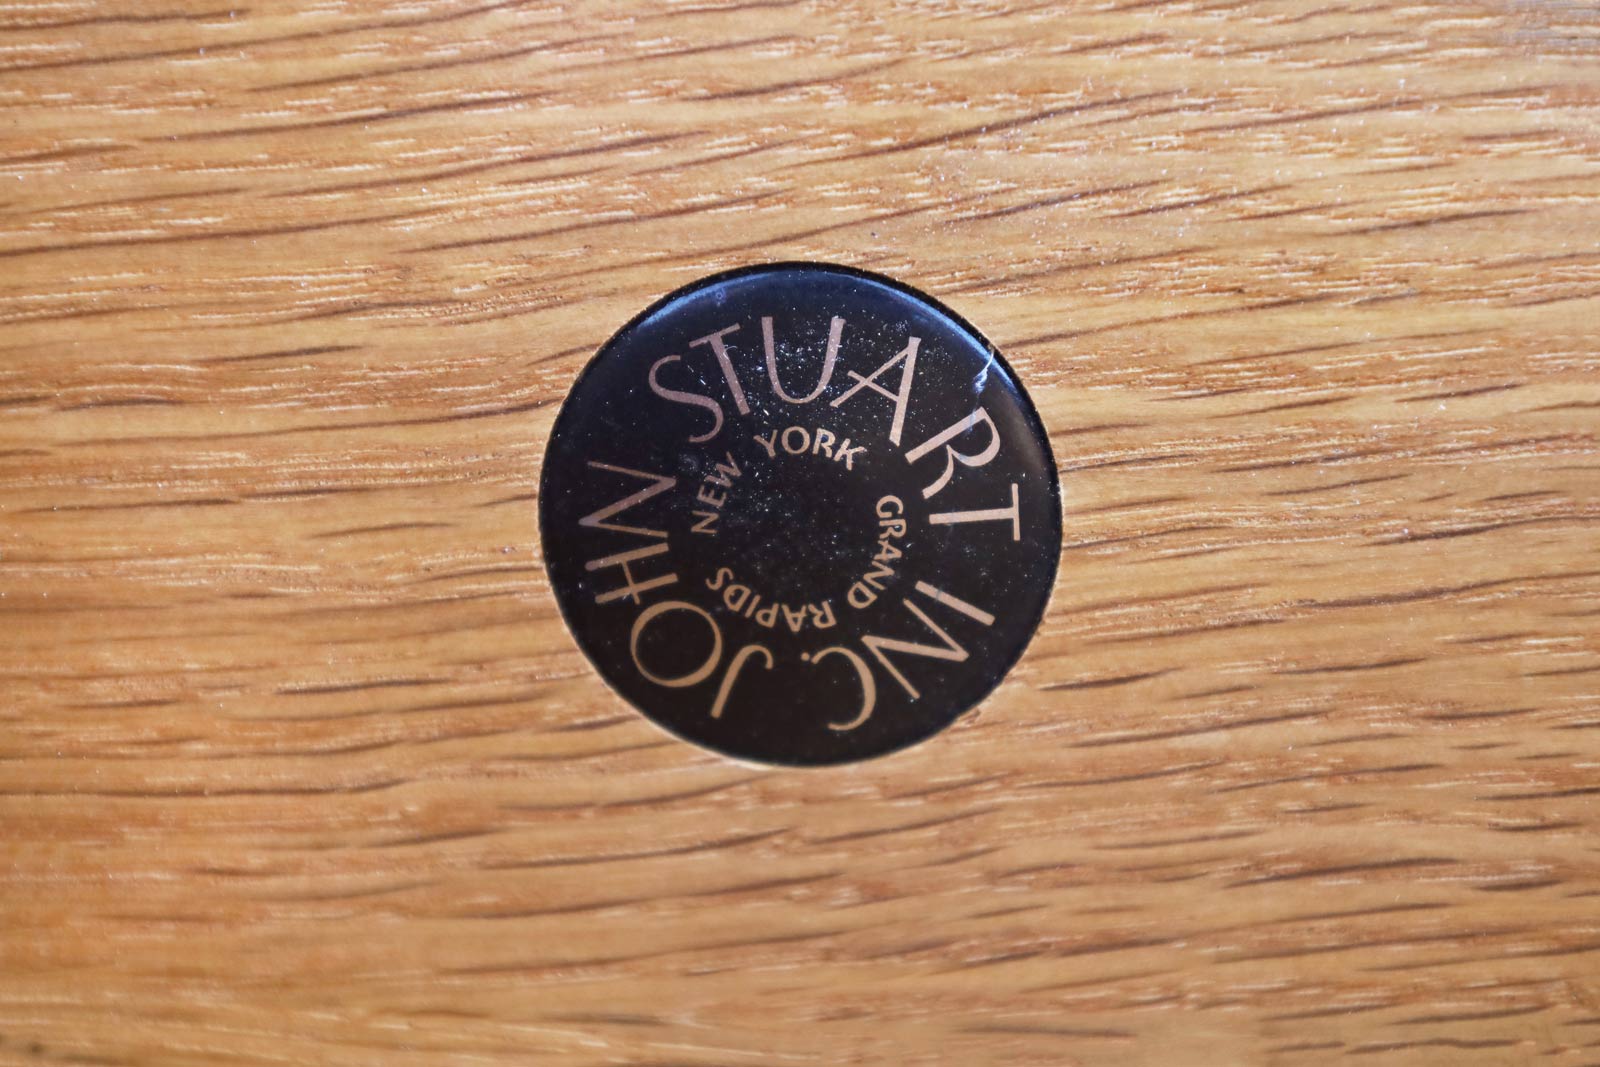 JOHN STUART INC.
NEW YORK GRAND RAPIDS